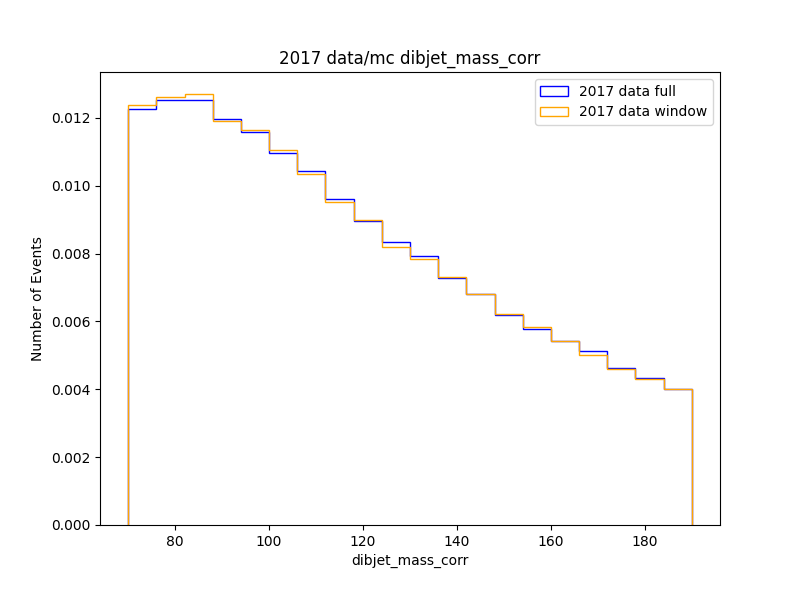 2017 data/mc dibjet_mass_corr
2017 data full
2017 data window
Number of Events
0.012
0.010
0.008
0.006
0.004
0.002
0.000
80 100 120 140 160 180
dibjet_mass_corr